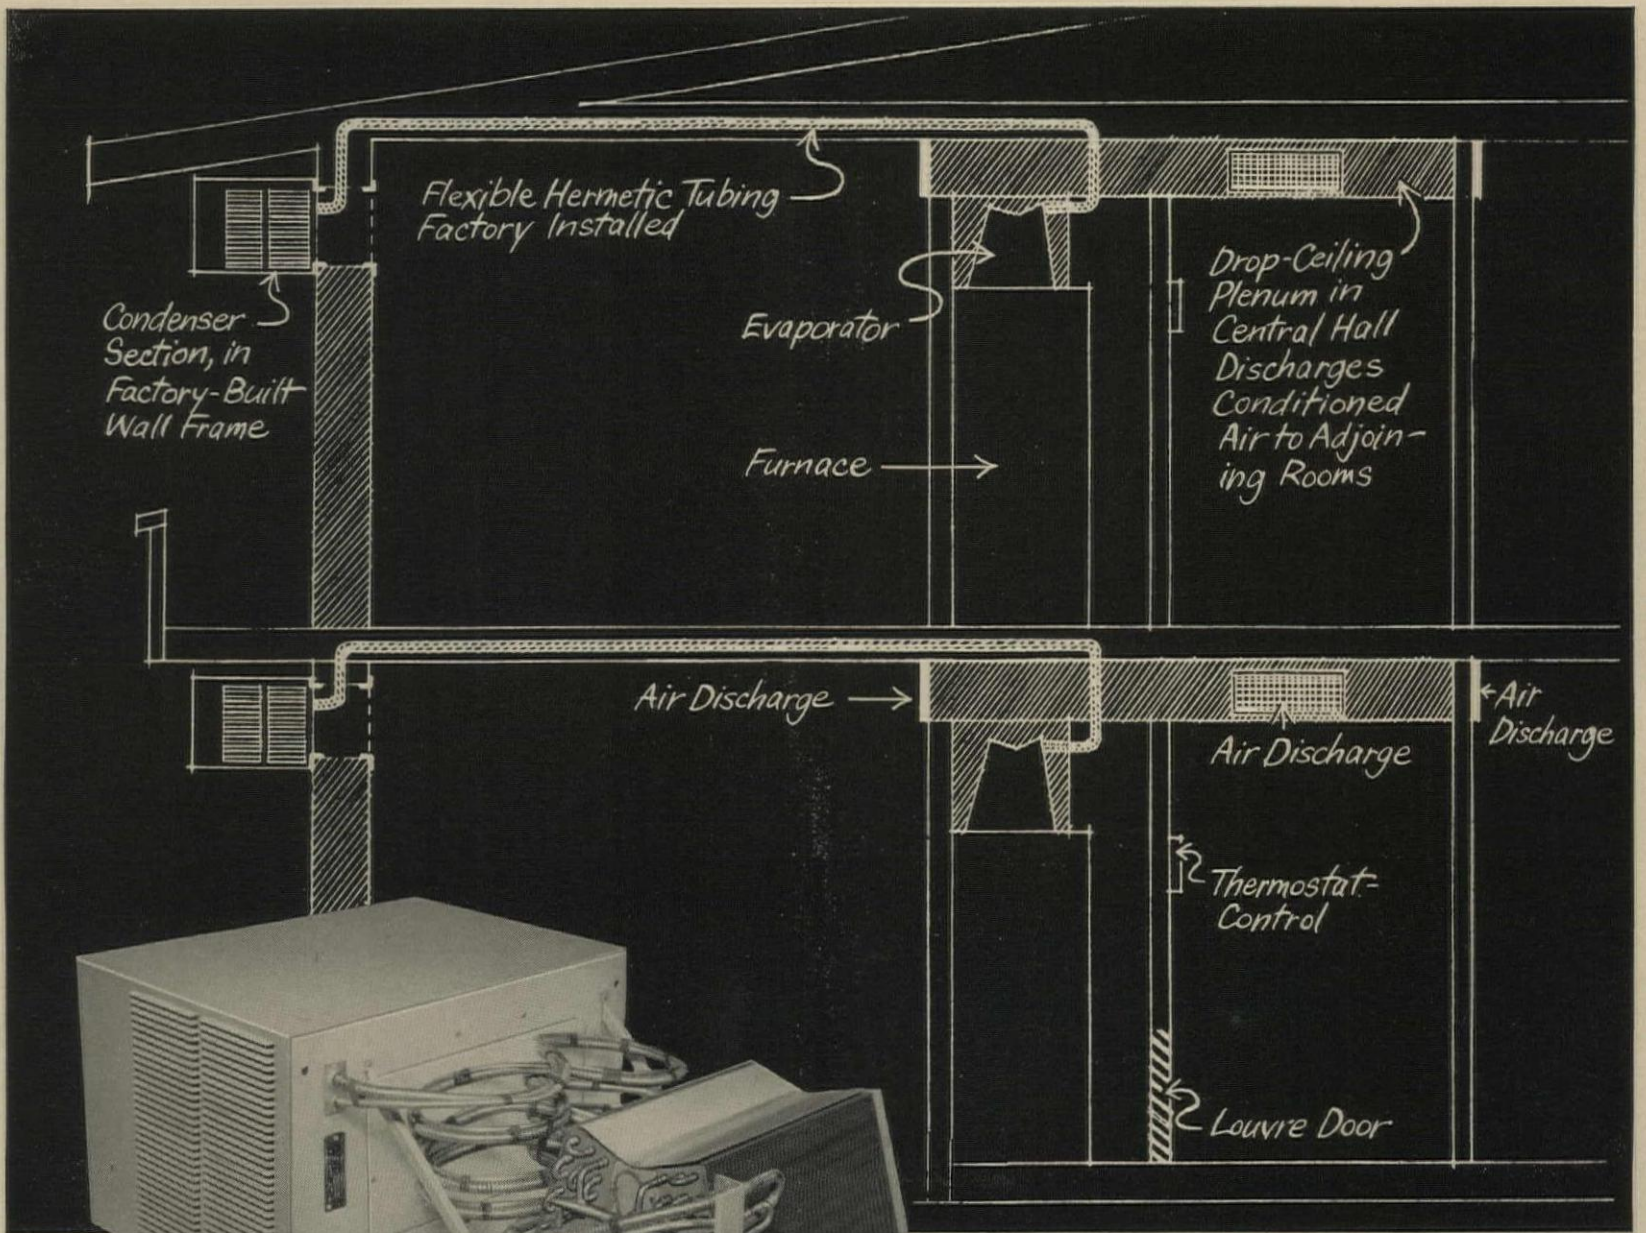 Flexible Hermetic Tubing
Factory Installed
Condenser
Section, in
Factory-Built
Wall Frame
Evaporator
Furnace
Drop-Ceiling
Plenum in
Central Hall
Discharges
Conditioned
Air to Adjoin-
ing Rooms
Air Discharge
Air Discharge
Air
Discharge
Thermostat-
Control
Louvre Door